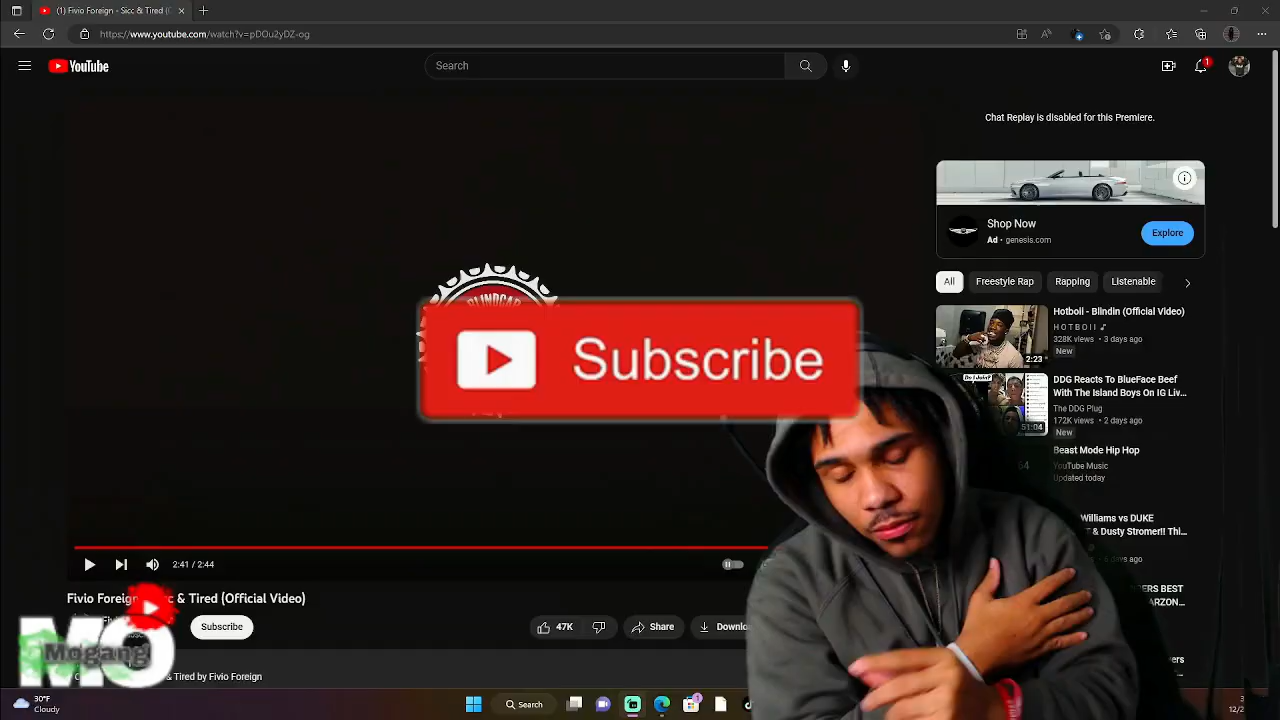 (1) Fivio Foreign - Sicc & Tired (O
https://www.youtube.com/watch?v=pDOu2yDZ-og
YouTube
Search
1
Chat Replay is disabled for this Premiere.
Shop Now
Ad • genesis.com
Explore
All
Freestyle Rap
Rapping
Listenable
BLINDCAR
Subscribe
Hotboii - Blindin (Official Video)
H O T B O I I
328K views • 3 days ago
New
2:23
DDG Reacts To BlueFace Beef
With The Island Boys On IG Liv...
The DDG Plug
172K views • 2 days ago
New
51:04
Beast Mode Hip Hop
YouTube Music
Updated today
Williams vs DUKE
& Dusty Stromer!! Thi...
days ago
2:41 / 2:44
Fivio Foreign
& Tired (Official Video)
Subscribe
47K
Share
MO
Mogang
& Tired by Fivio Foreign
30°F
Cloudy
Search